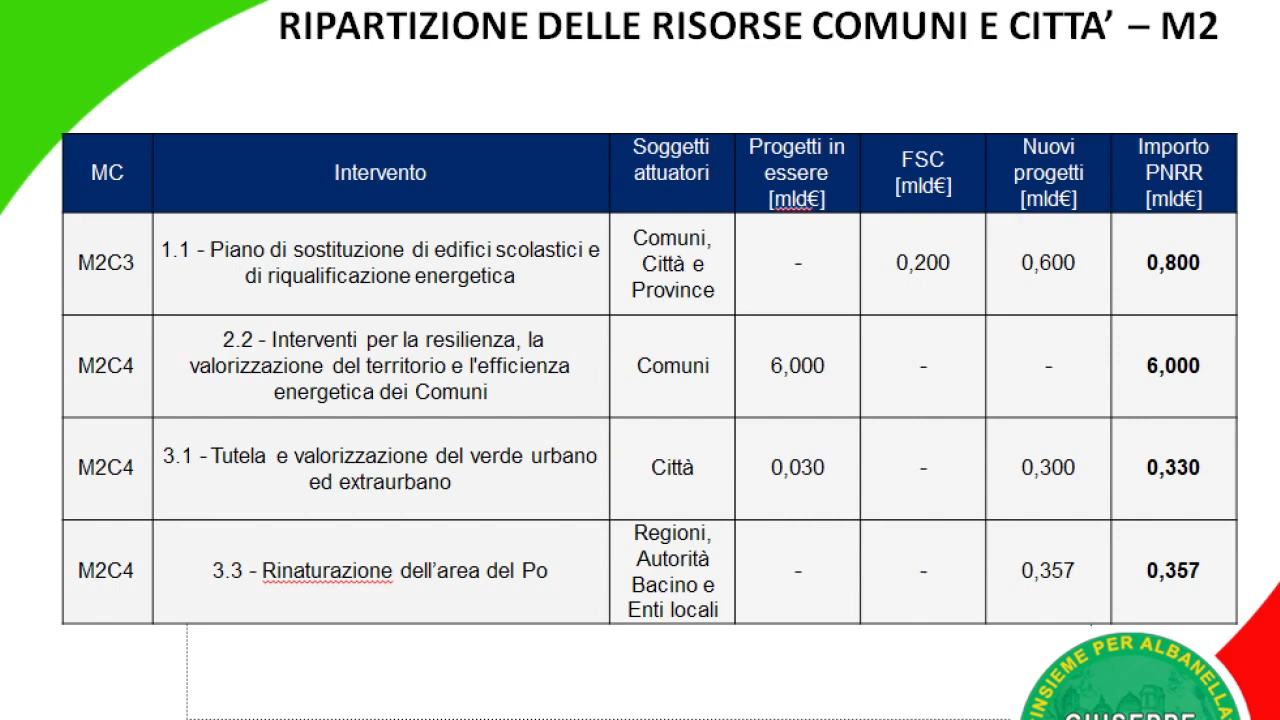 RIPARTIZIONE DELLE RISORSE COMUNI E CITTA’ – M2
MC
Intervento
Soggetti
attuatori
Progetti in
essere
[mld€]
FSC
[mld€]
Nuovi
progetti
[mld€]
Importo
PNRR
[mld€]
M2C3
1.1 - Piano di sostituzione di edifici scolastici e
di riqualificazione energetica
Comuni,
Città e
Province
-
0,200
0,600
0,800
M2C4
2.2 - Interventi per la resilienza, la
valorizzazione del territorio e l'efficienza
energetica dei Comuni
Comuni
6,000
-
-
6,000
M2C4
3.1 - Tutela e valorizzazione del verde urbano
ed extraurbano
Città
0,030
-
0,300
0,330
M2C4
3.3 - Rinaturazione dell’area del Po
Regioni,
Autorità
Bacino e
Enti locali
-
-
0,357
0,357
INSIEME PER ALBANELLA
GIUSEPPE